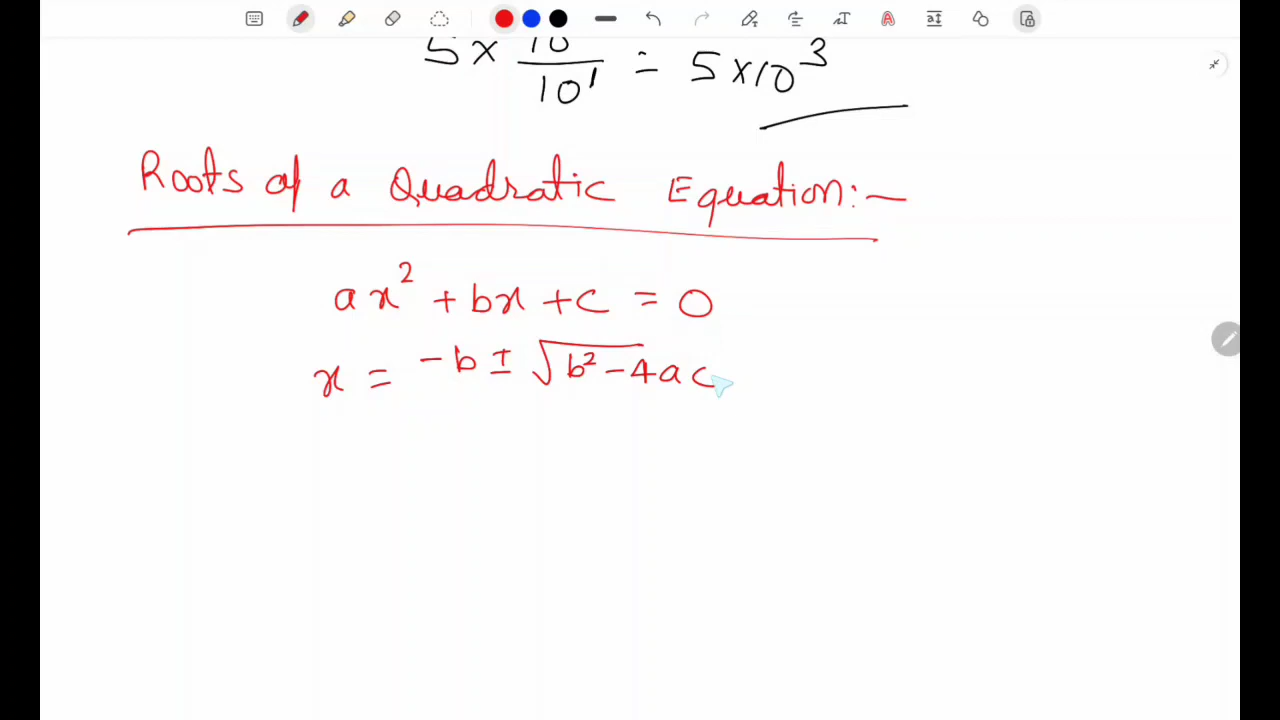 5 × 10 / 10¹ = 5 × 10³
Roots of a Quadratic Equation:-
ax² + bx + c = 0
x = -b ± √b² - 4ac